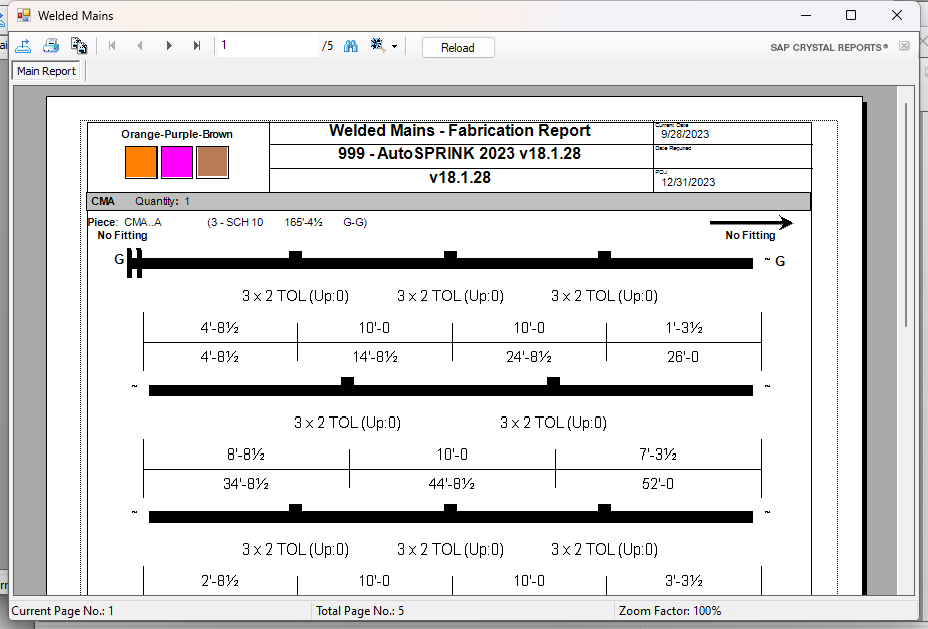 Welded Mains
1 /5 Reload SAP CRYSTAL REPORTS®
Main Report
Orange-Purple-Brown
Welded Mains - Fabrication Report
Current Date
9/28/2023
999 - AutoSPRINK 2023 v18.1.28
Date Required
v18.1.28
12/31/2023
CMA Quantity: 1
Piece: CMA..A (3 - SCH 10 165'-4½ G-G)
No Fitting No Fitting
G ~ G
3 x 2 TOL (Up:0) 3 x 2 TOL (Up:0) 3 x 2 TOL (Up:0)
4'-8½ 10'-0 10'-0 1'-3½
4'-8½ 14'-8½ 24'-8½ 26'-0
~ ~
3 x 2 TOL (Up:0) 3 x 2 TOL (Up:0)
8'-8½ 10'-0 7'-3½
34'-8½ 44'-8½ 52'-0
~ ~
3 x 2 TOL (Up:0) 3 x 2 TOL (Up:0) 3 x 2 TOL (Up:0)
2'-8½ 10'-0 10'-0 3'-3½
Current Page No.: 1 Total Page No.: 5 Zoom Factor: 100%